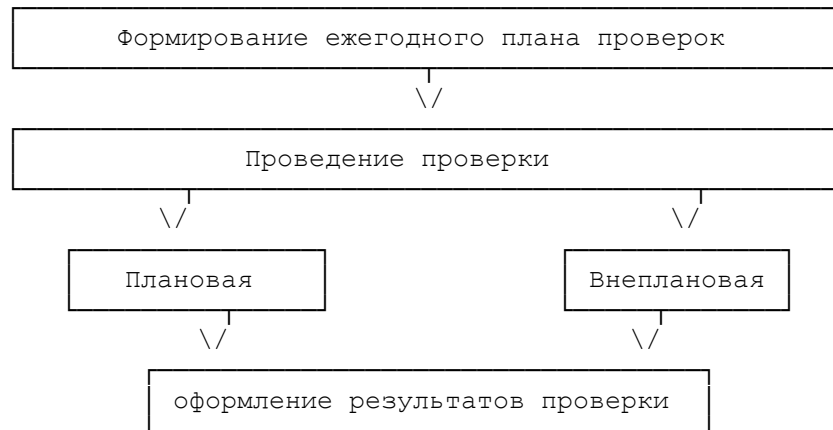 Формирование ежегодного плана проверок
Проведение проверки
Плановая
Внеплановая
оформление результатов проверки